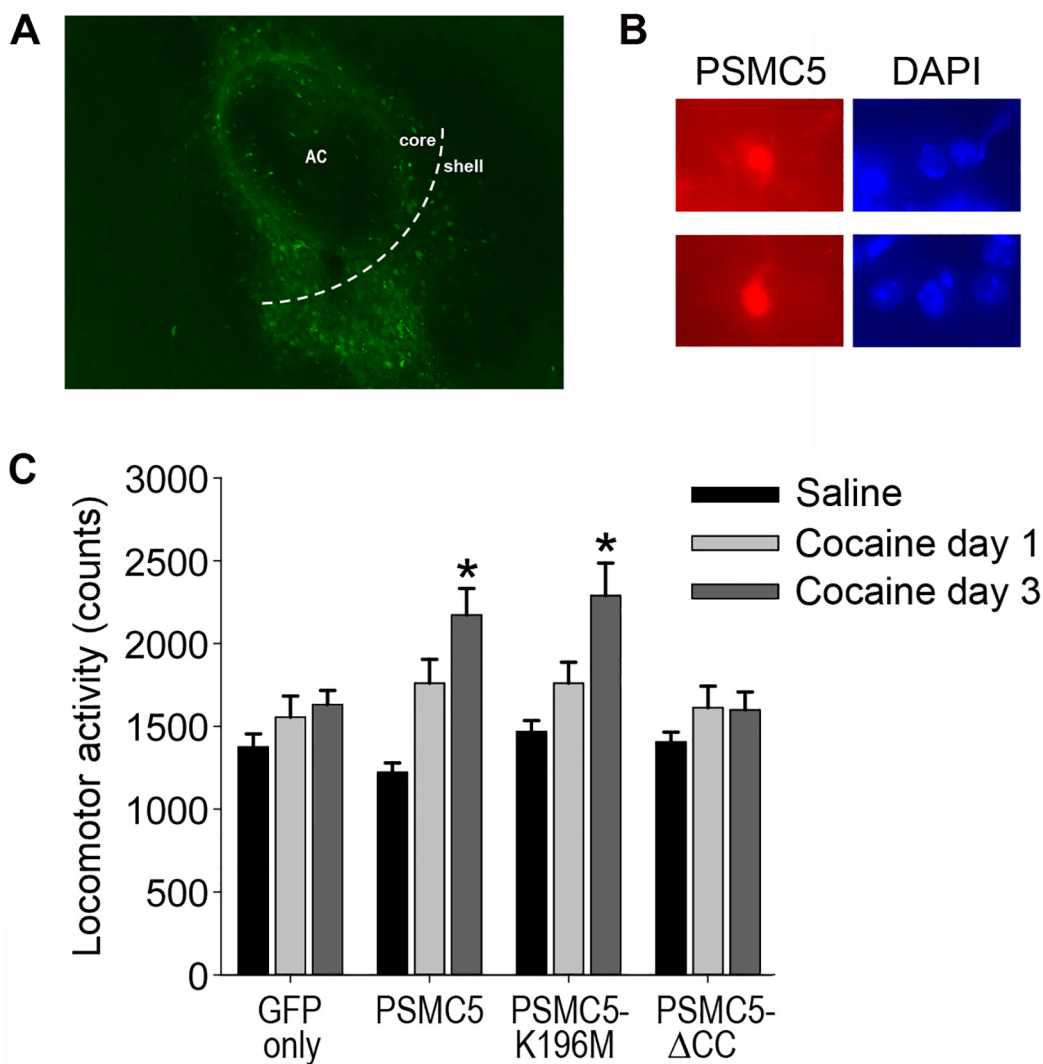 A
AC
core
shell
B
PSMC5 DAPI
C
Locomotor activity (counts)
3000
2500
2000
1500
1000
500
0
* *
Saline
Cocaine day 1
Cocaine day 3
GFP only
PSMC5
PSMC5-
K196M
PSMC5-
ΔCC